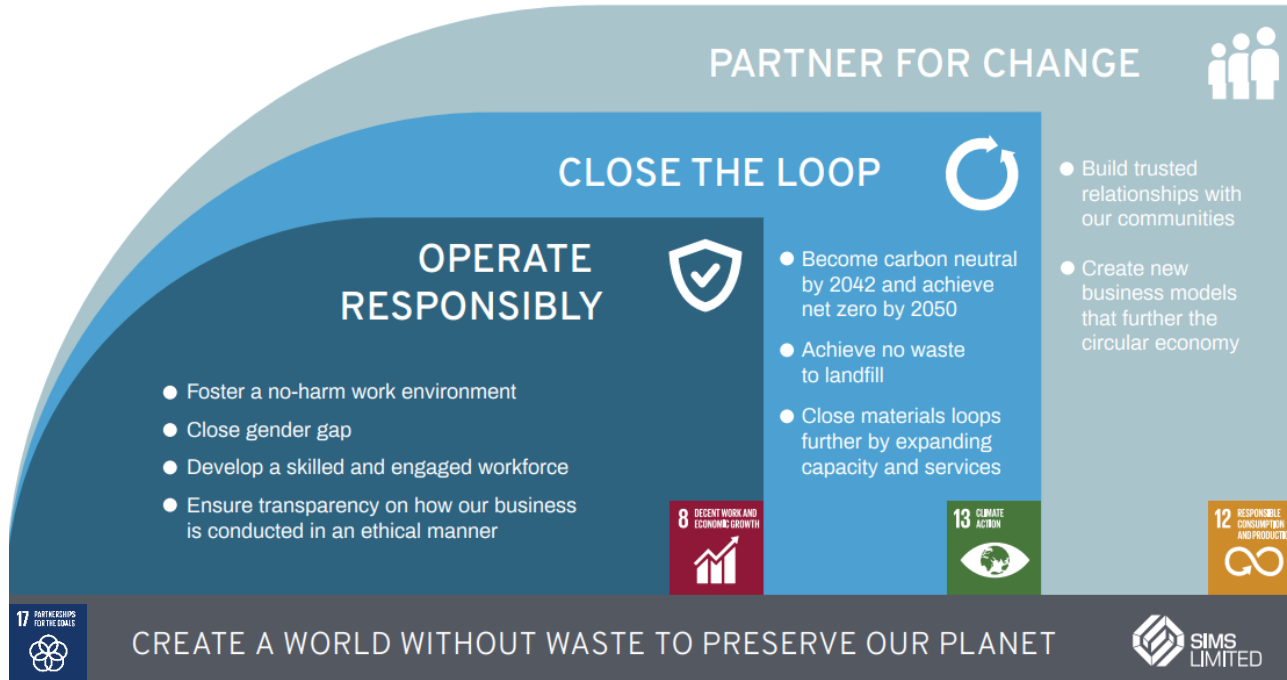 PARTNER FOR CHANGE
Build trusted
relationships with
our communities
Create new
business models
that further the
circular economy
CLOSE THE LOOP
Become carbon neutral
by 2042 and achieve
net zero by 2050
Achieve no waste
to landfill
Close materials loops
further by expanding
capacity and services
OPERATE
RESPONSIBLY
Foster a no-harm work environment
Close gender gap
Develop a skilled and engaged workforce
Ensure transparency on how our business
is conducted in an ethical manner
8 DECENT WORK AND
ECONOMIC GROWTH
13 CLIMATE
ACTION
12 RESPONSIBLE
CONSUMPTION
AND PRODUCTI
17 PARTNERSHIPS
FOR THE GOALS
CREATE A WORLD WITHOUT WASTE TO PRESERVE OUR PLANET
SIMS
LIMITED